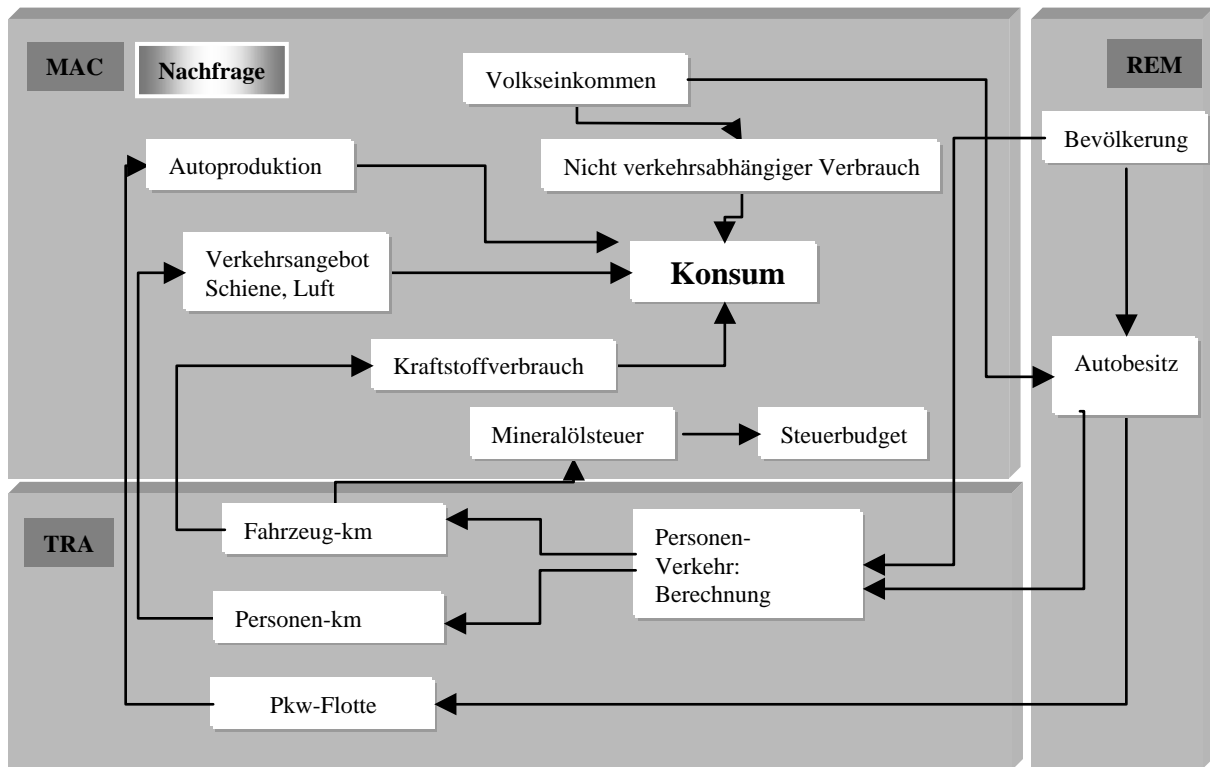 MAC
Nachfrage
REM
Volkseinkommen
Bevölkerung
Autoproduktion
Nicht verkehrsabhängiger Verbrauch
Verkehrsangebot
Schiene, Luft
Konsum
Kraftstoffverbrauch
Autobesitz
Mineralölsteuer
Steuerbudget
TRA
Fahrzeug-km
Personen-
Verkehr:
Berechnung
Personen-km
Pkw-Flotte